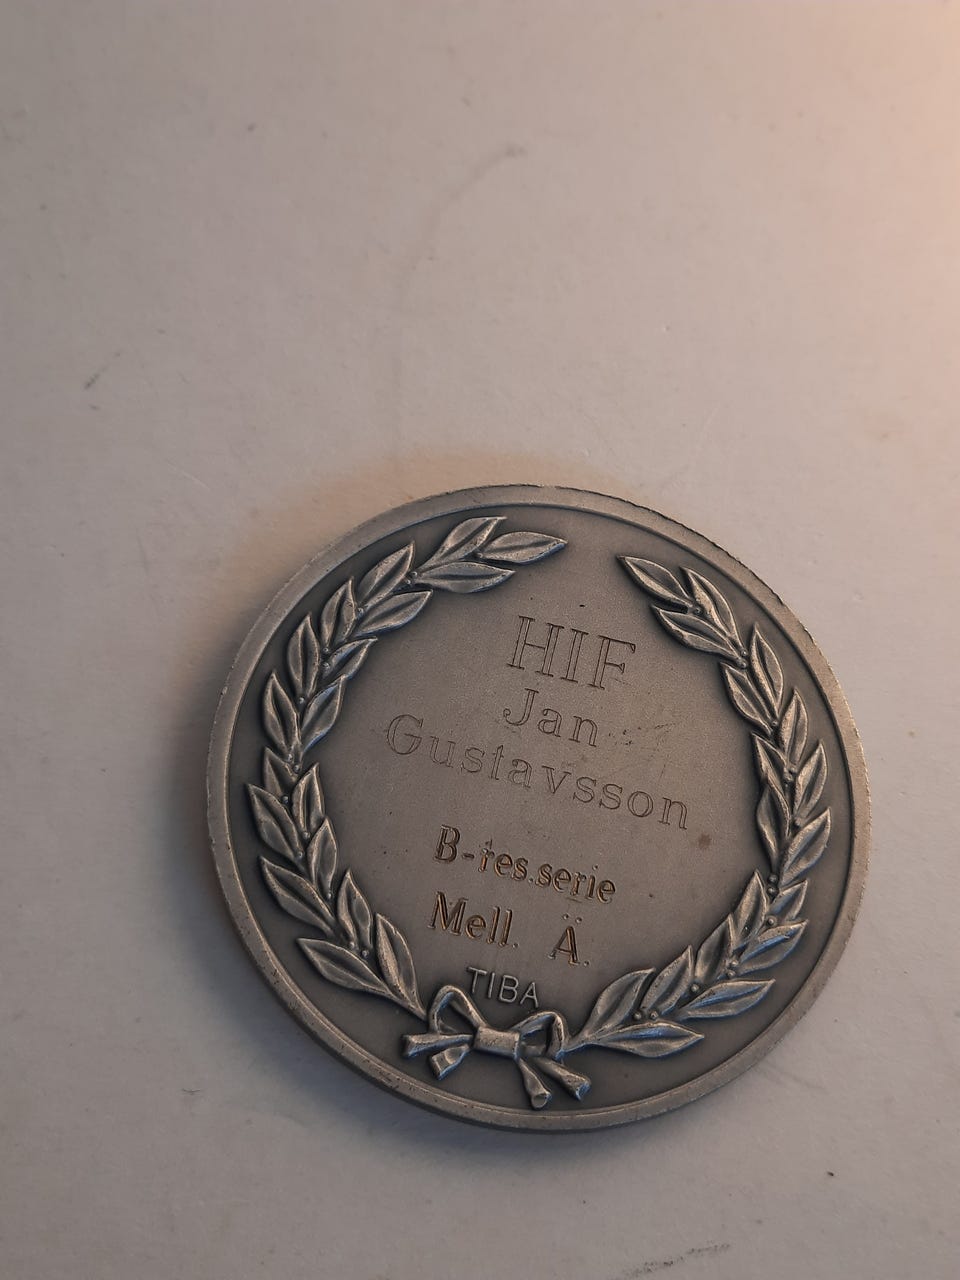 HIF
Jan
Gustavsson
B-res.serie
Mell. Ä.
TIBA